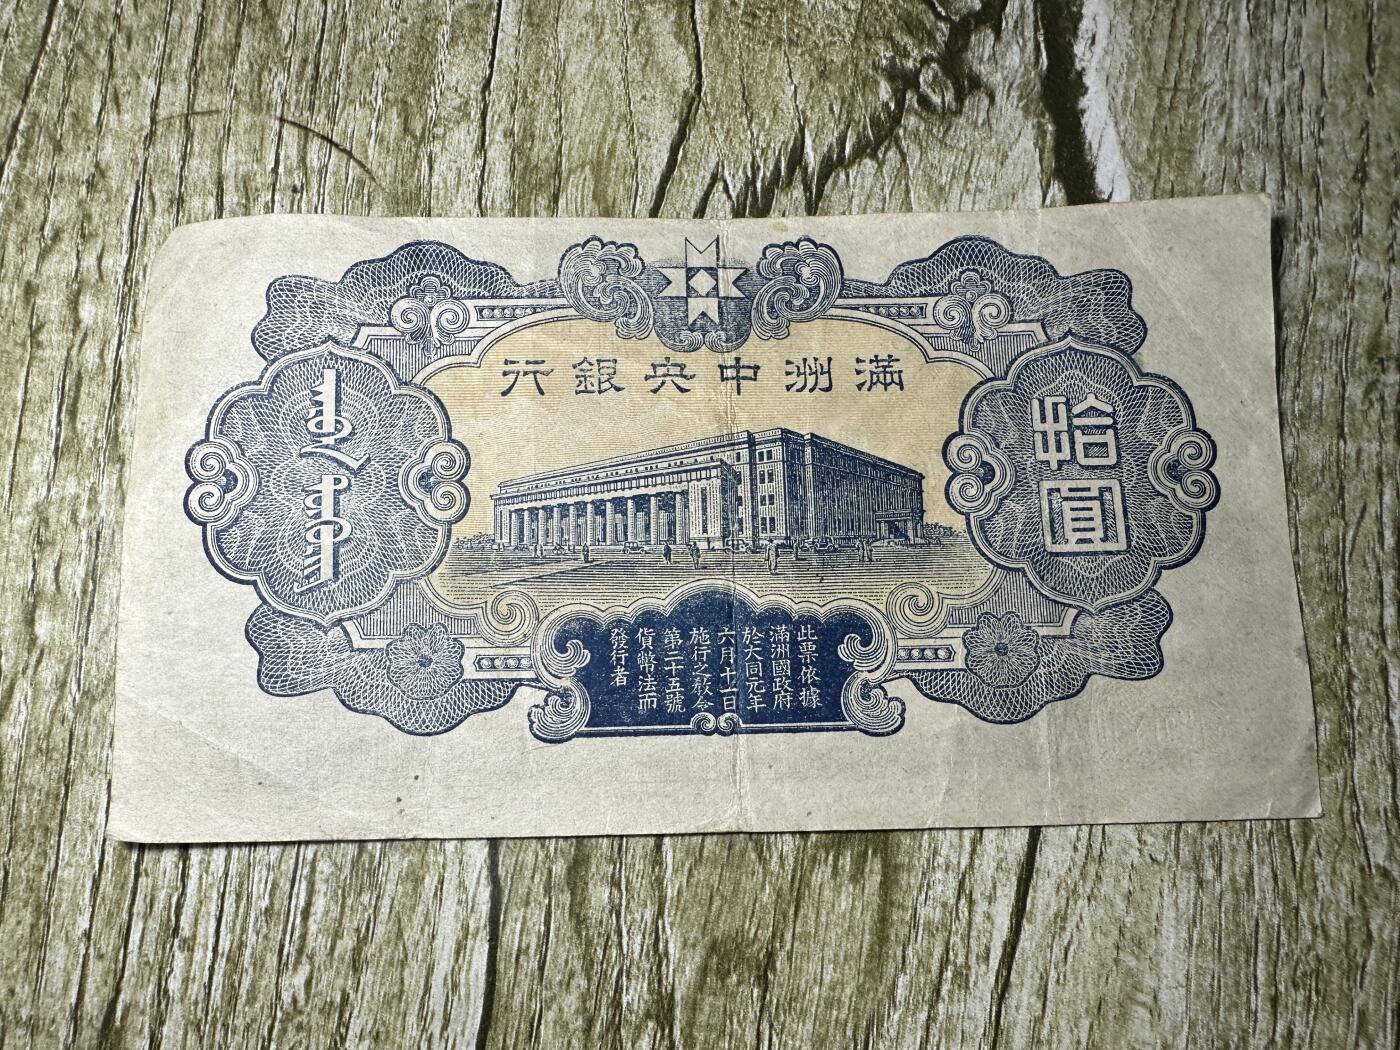 滿洲中央銀行
拾圓
ᠵᡠᠸᠠᠨ
此票依據
滿洲國政府
於大同元年
六月十一日
施行之敎令
第二十五號
貨幣法而
發行者